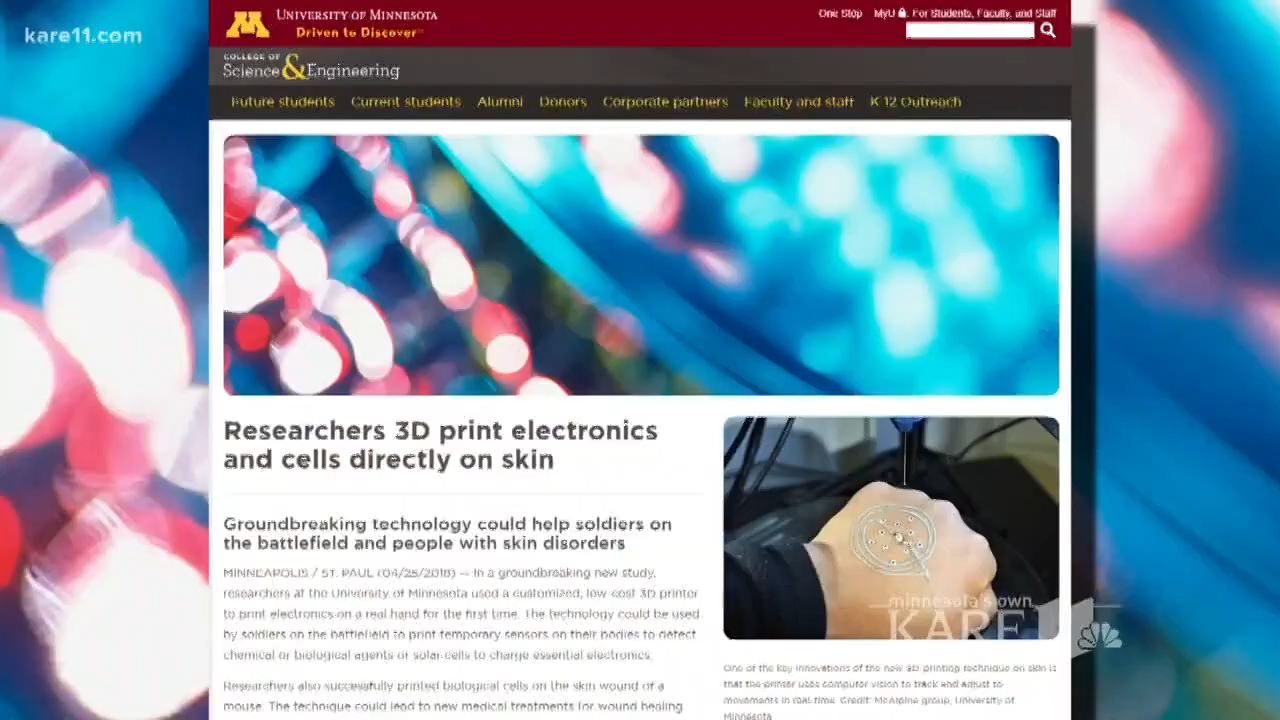 kare11.com
UNIVERSITY OF MINNESOTA
Driven to Discover
One Stop MyU For Students, Faculty, and Staff
COLLEGE OF
Science & Engineering
Future students Current students Alumni Donors Corporate partners Faculty and staff K 12 Outreach
Researchers 3D print electronics
and cells directly on skin
Groundbreaking technology could help soldiers on
the battlefield and people with skin disorders
MINNEAPOLIS / ST. PAUL (04/25/2018) — In a groundbreaking new study,
researchers at the University of Minnesota used a customized, low-cost 3D printer
to print electronics on a real hand for the first time. The technology could be used
by soldiers on the battlefield to print temporary sensors on their bodies to detect
chemical or biological agents or solar cells to charge essential electronics.
Researchers also successfully printed biological cells on the skin wound of a
mouse. The technique could lead to new medical treatments for wound healing
minnesota's own
KARE
One of the key innovations of the new 3D-printing technique on skin is
that the printer uses computer vision to track and adjust to
movements in real-time. Credit: McAlpine group, University of
Minnesota